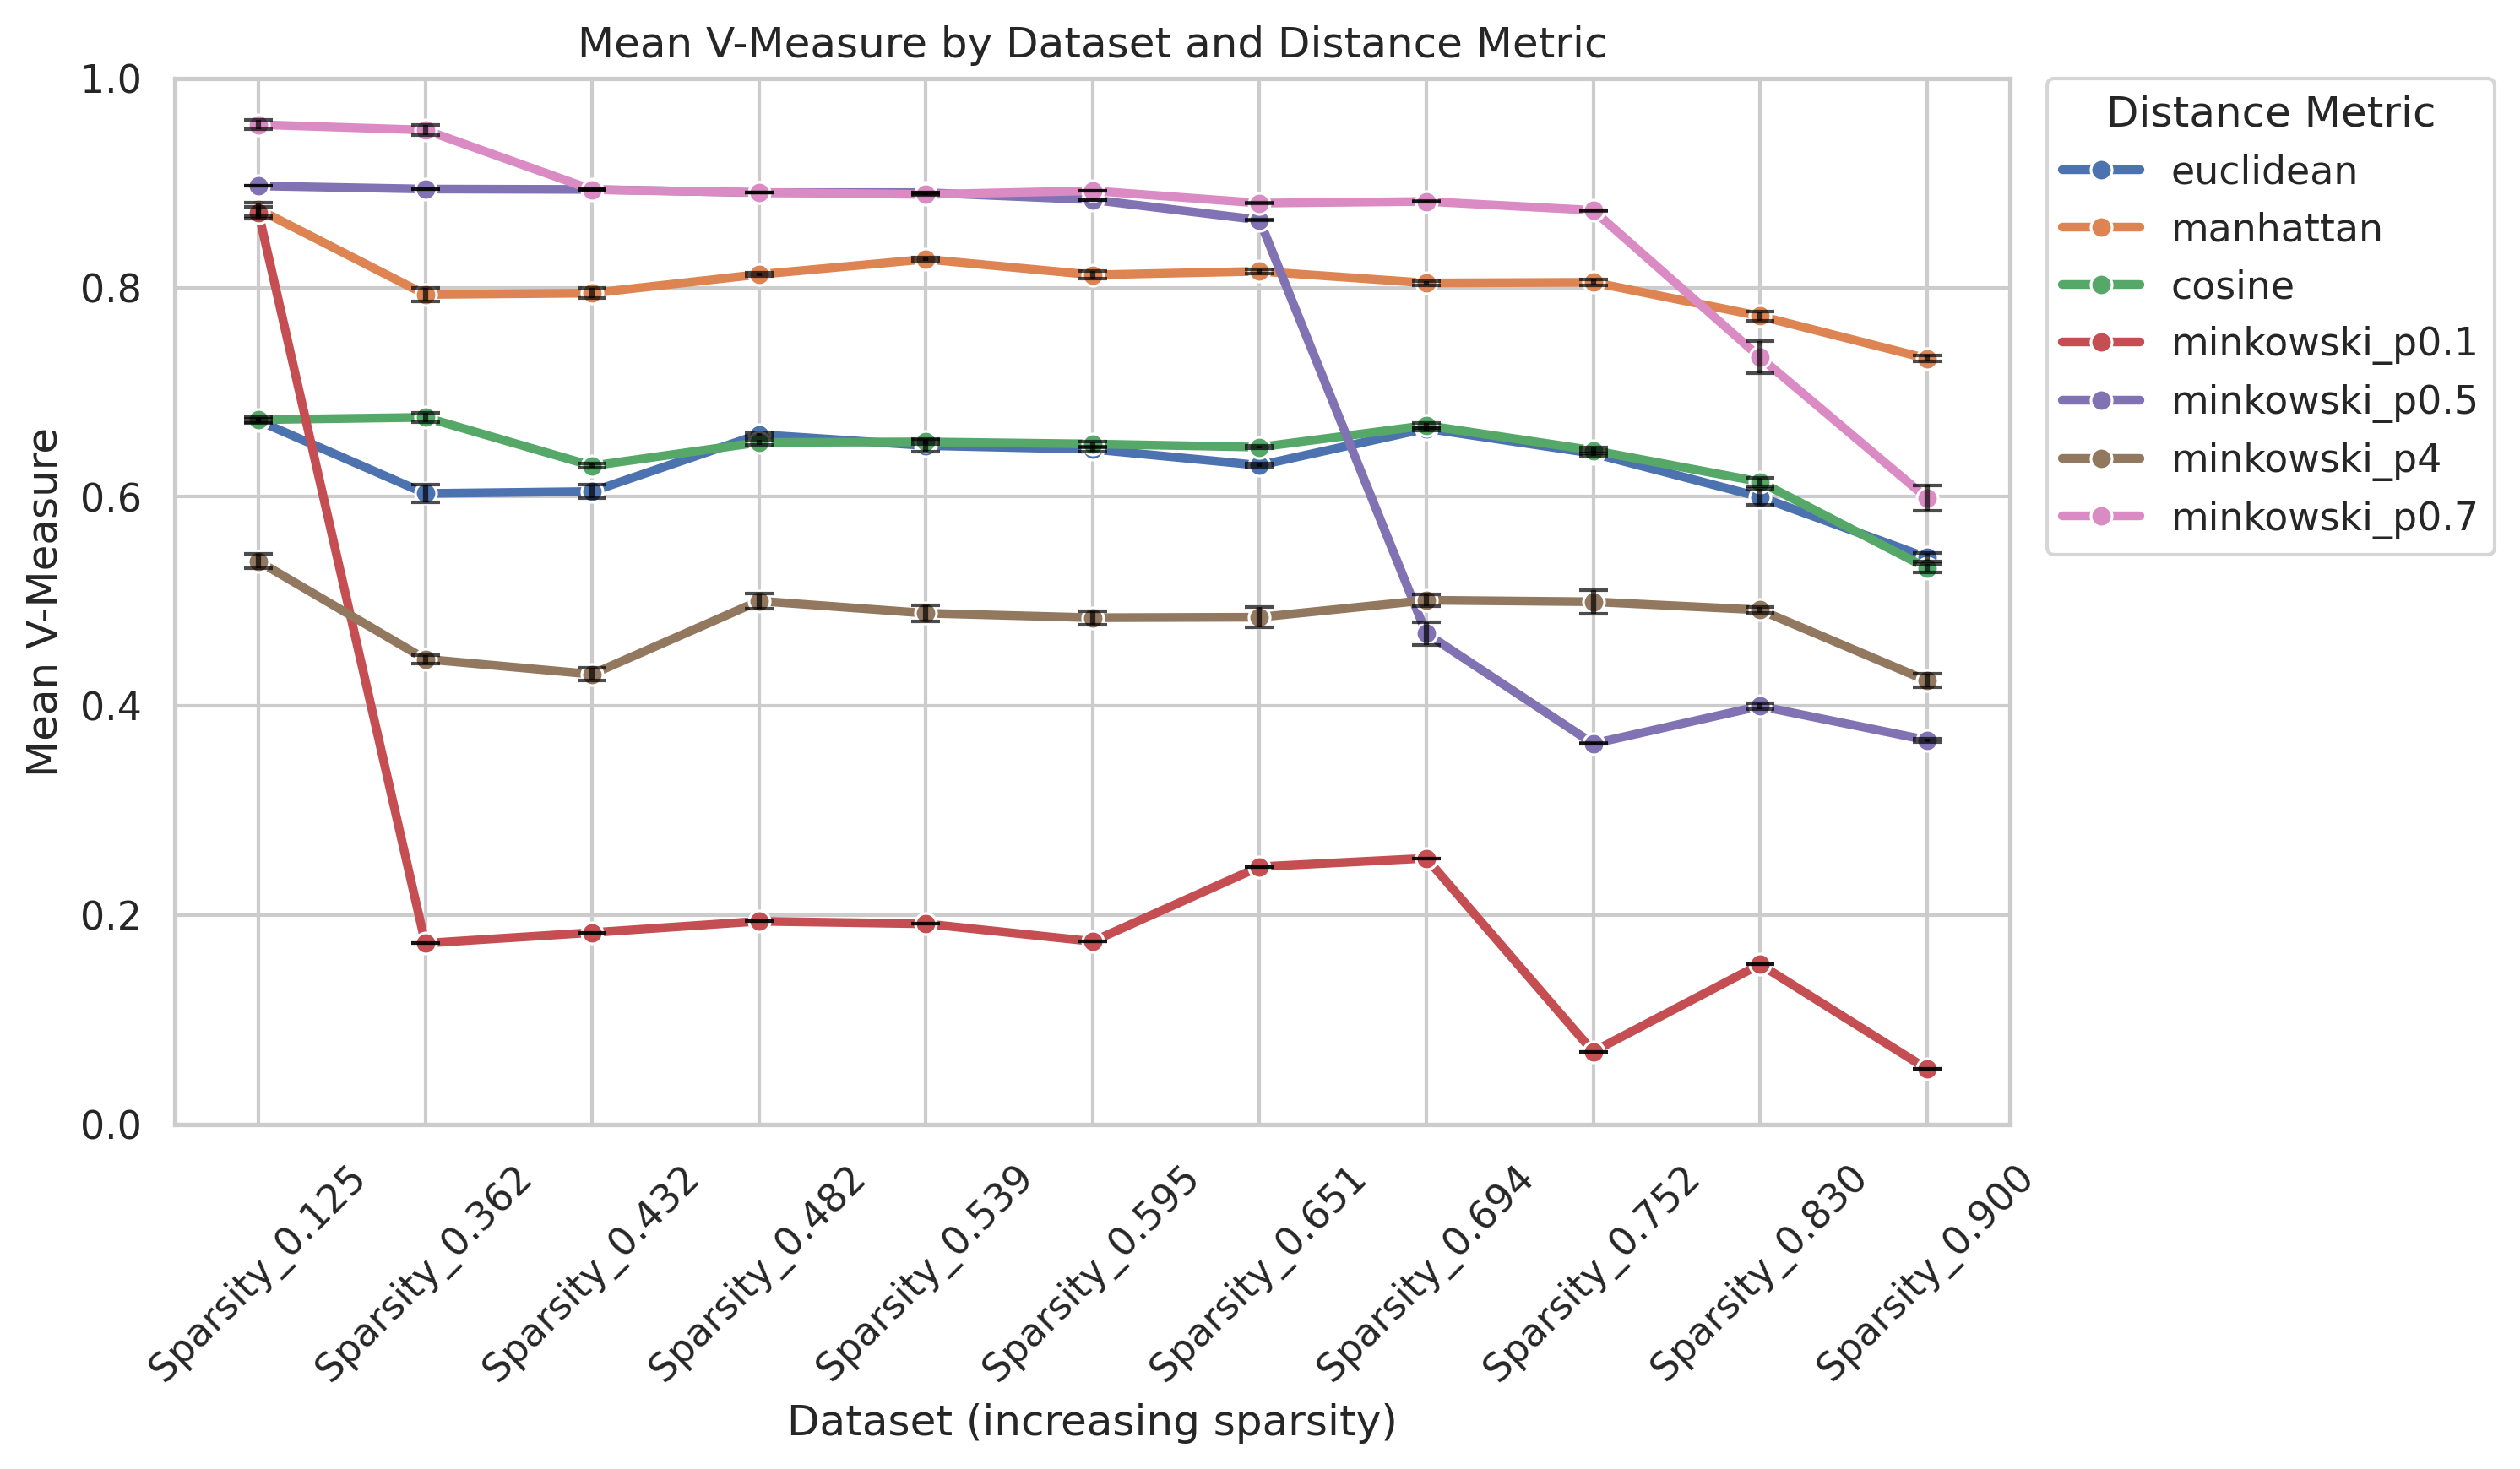 Mean V-Measure by Dataset and Distance Metric
Mean V-Measure
1.0
0.8
0.6
0.4
0.2
0.0
Sparsity_0.125
Sparsity_0.362
Sparsity_0.432
Sparsity_0.482
Sparsity_0.539
Sparsity_0.595
Sparsity_0.651
Sparsity_0.694
Sparsity_0.752
Sparsity_0.830
Sparsity_0.900
Dataset (increasing sparsity)
Distance Metric
euclidean
manhattan
cosine
minkowski_p0.1
minkowski_p0.5
minkowski_p4
minkowski_p0.7